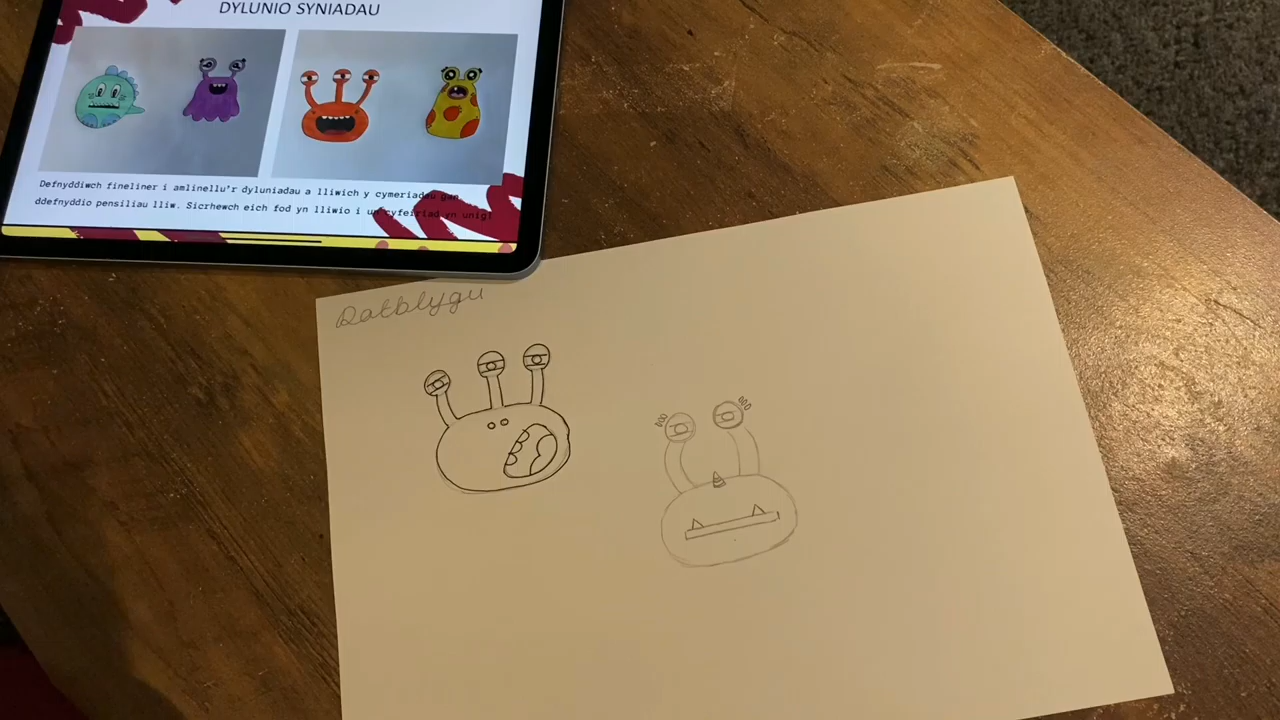 DYLUNIO SYNIADAU
Defnyddiwch fineliner i amlinellu'r dyluniadau a lliwich y cymeriadau gan
ddefnyddio pensiliau lliw. Sicrhewch eich fod yn lliwio i un cyfeiriad yn unig!
Datblygu